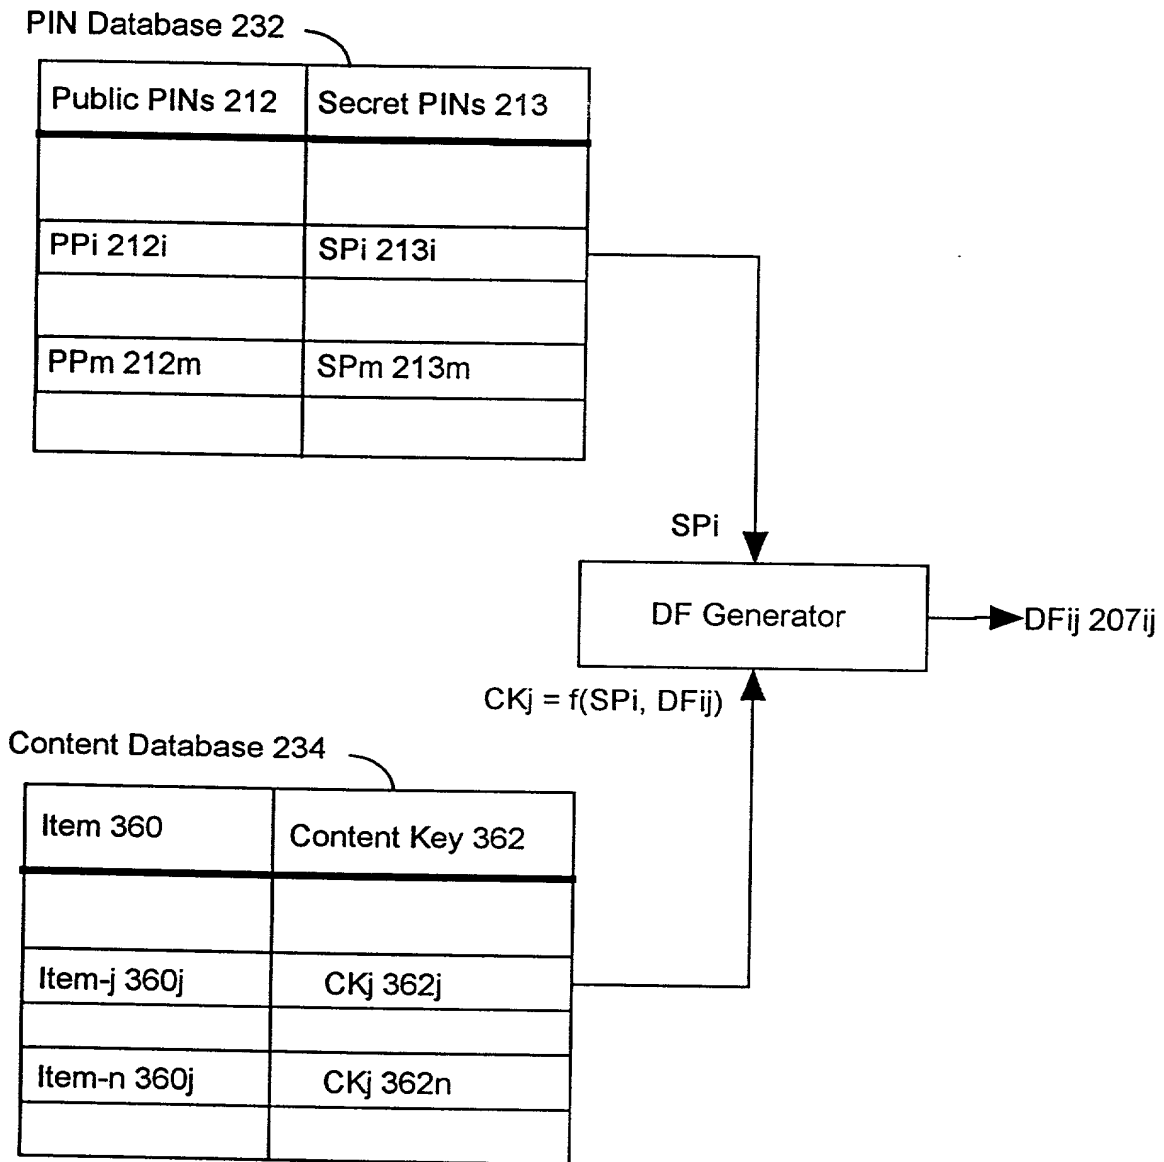 PIN Database 232
Public PINs 212 Secret PINs 213
PPi 212i SPi 213i
PPm 212m SPm 213m
SPi
DF Generator
DFij 207ij
CKj = f(SPi, DFij)
Content Database 234
Item 360 Content Key 362
Item-j 360j CKj 362j
Item-n 360j CKj 362n